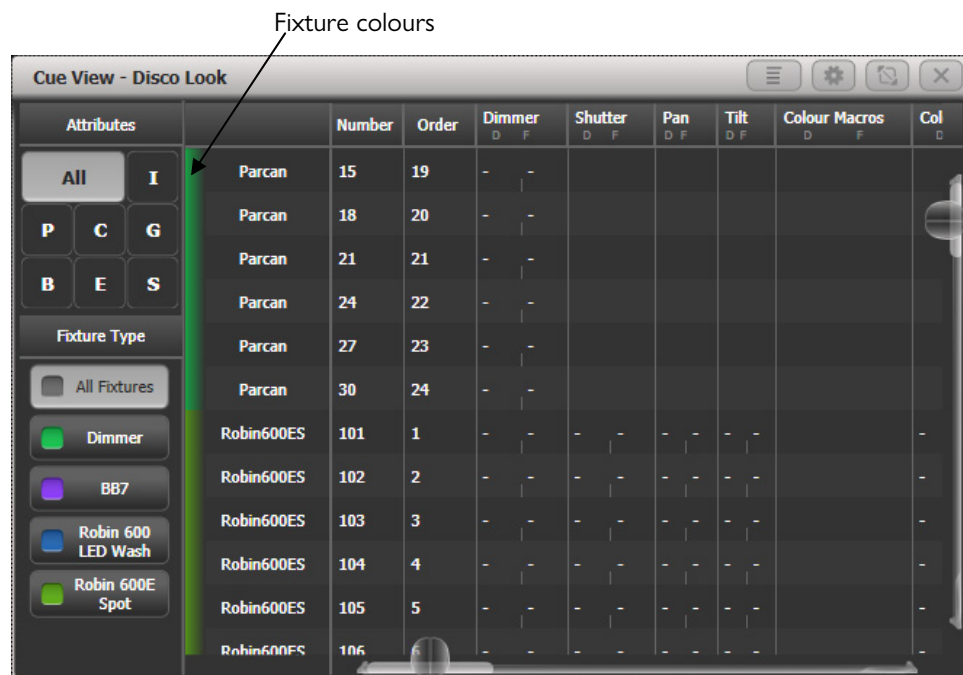 Fixture colours
Cue View - Disco Look
Attributes
Number Order Dimmer Shutter Pan Tilt Colour Macros Col
D F D F D F D F D F D
All I
P C G
B E S
Fixture Type
All Fixtures
Dimmer
BB7
Robin 600
LED Wash
Robin 600E
Spot
Parcan 15 19 - -
Parcan 18 20 - -
Parcan 21 21 - -
Parcan 24 22 - -
Parcan 27 23 - -
Parcan 30 24 - -
Robin600ES 101 1 - - - - - - - - -
Robin600ES 102 2 - - - - - - - - -
Robin600ES 103 3 - - - - - - - - -
Robin600ES 104 4 - - - - - - - - -
Robin600ES 105 5 - - - - - - - - -
Robin600ES 106 6 - - - - - - - - -